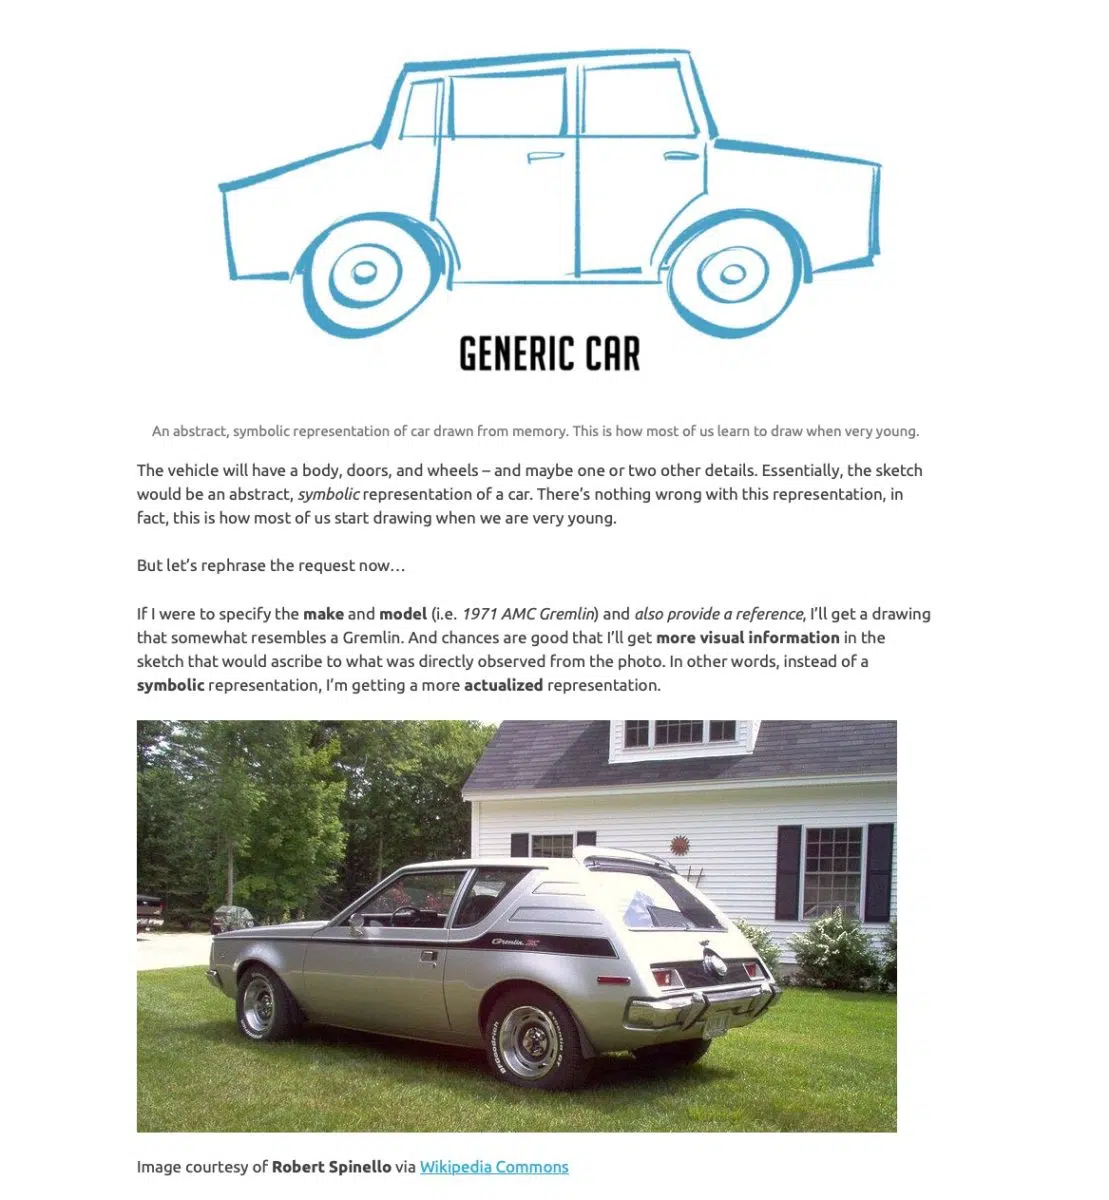 GENERIC CAR
An abstract, symbolic representation of car drawn from memory. This is how most of us learn to draw when very young.
The vehicle will have a body, doors, and wheels – and maybe one or two other details. Essentially, the sketch
would be an abstract, symbolic representation of a car. There’s nothing wrong with this representation, in
fact, this is how most of us start drawing when we are very young.
But let’s rephrase the request now…
If I were to specify the make and model (i.e. 1971 AMC Gremlin) and also provide a reference, I’ll get a drawing
that somewhat resembles a Gremlin. And chances are good that I’ll get more visual information in the
sketch that would ascribe to what was directly observed from the photo. In other words, instead of a
symbolic representation, I’m getting a more actualized representation.
Gremlin X
BFGoodrich
Image courtesy of Robert Spinello via Wikipedia Commons